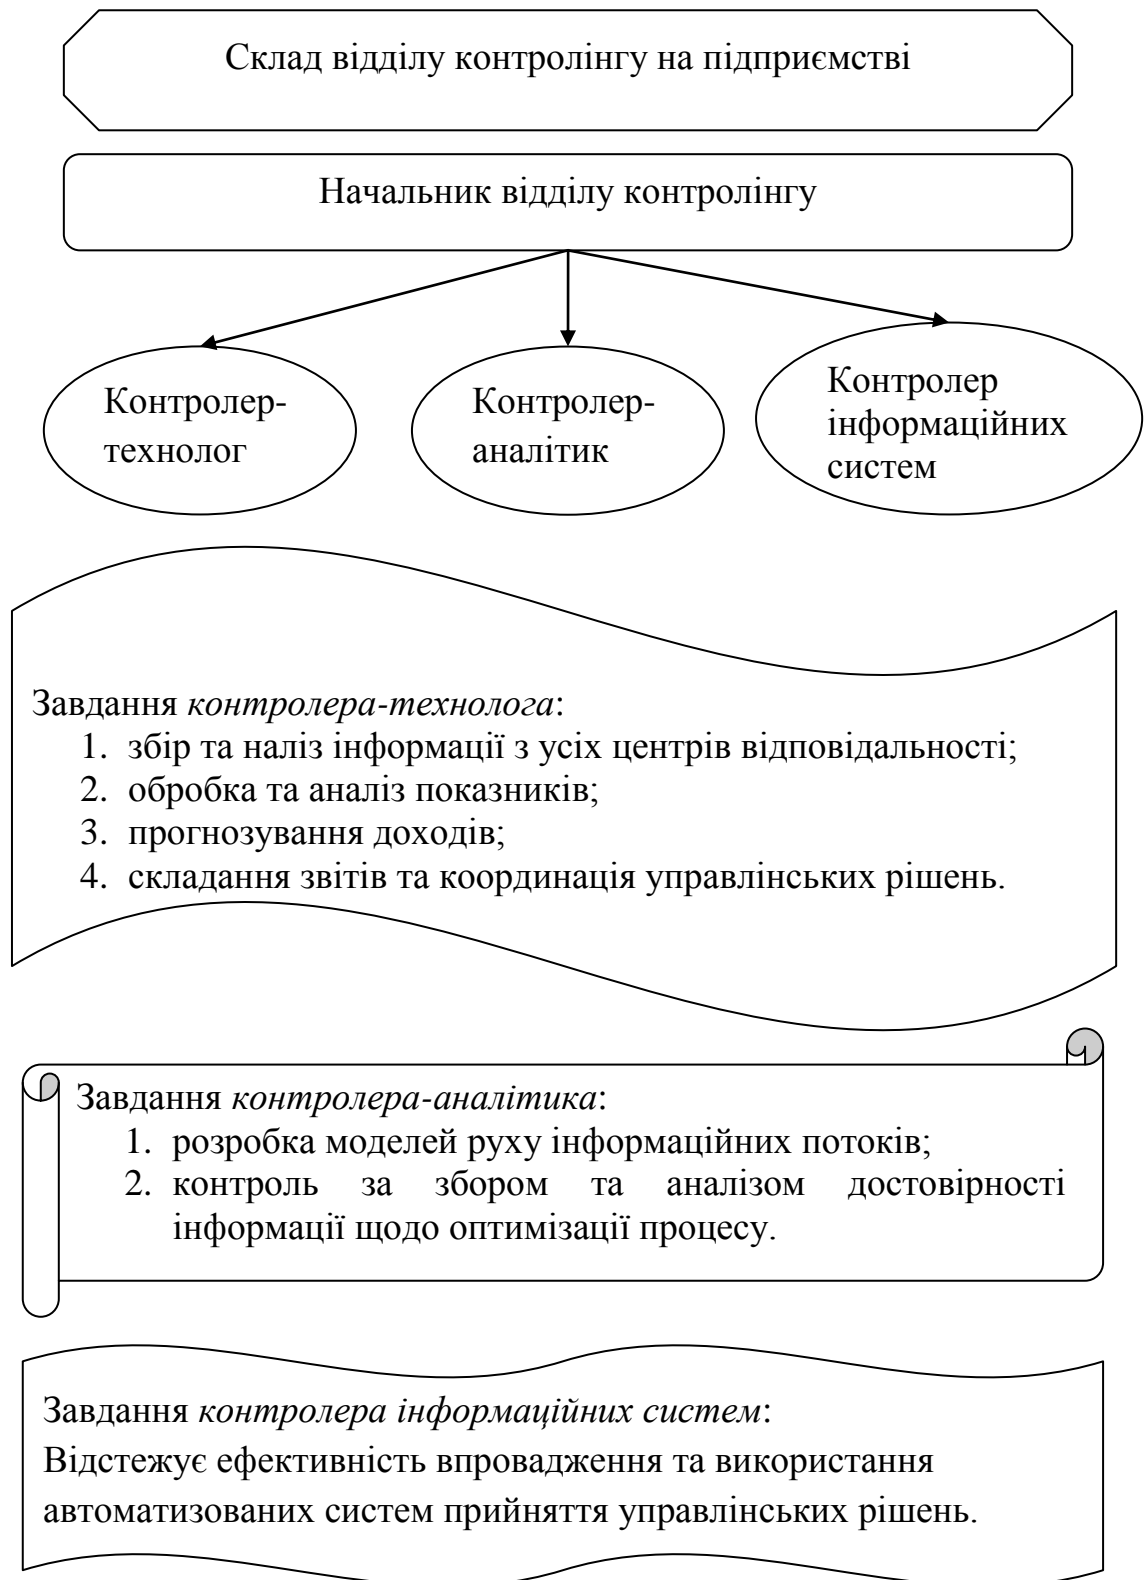 Склад відділу контролінгу на підприємстві
Начальник відділу контролінгу
Контролер-
технолог
Контролер-
аналітик
Контролер
інформаційних
систем
Завдання контролера-технолога:
1. збір та наліз інформації з усіх центрів відповідальності;
2. обробка та аналіз показників;
3. прогнозування доходів;
4. складання звітів та координація управлінських рішень.
Завдання контролера-аналітика:
1. розробка моделей руху інформаційних потоків;
2. контроль за збором та аналізом достовірності
інформації щодо оптимізації процесу.
Завдання контролера інформаційних систем:
Відстежує ефективність впровадження та використання
автоматизованих систем прийняття управлінських рішень.